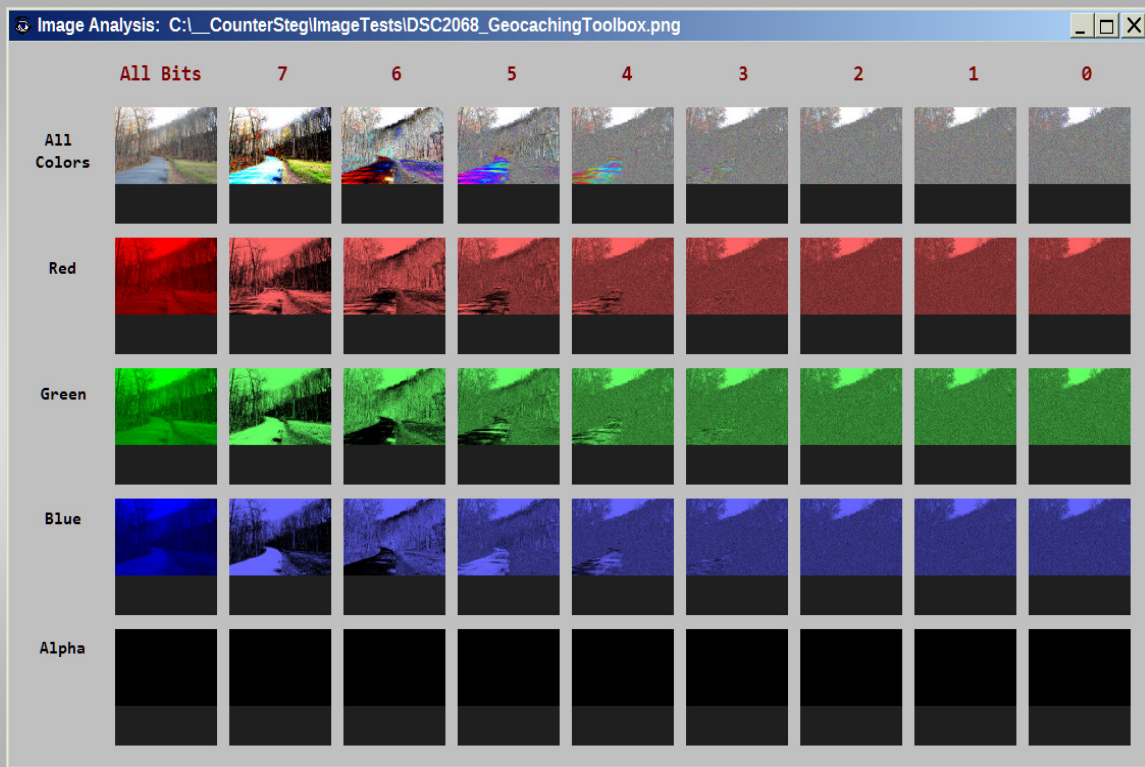 Image Analysis: C:\__CounterSteg\ImageTests\DSC2068_GeocachingToolbox.png
All Bits 7 6 5 4 3 2 1 0
All
Colors
Red
Green
Blue
Alpha